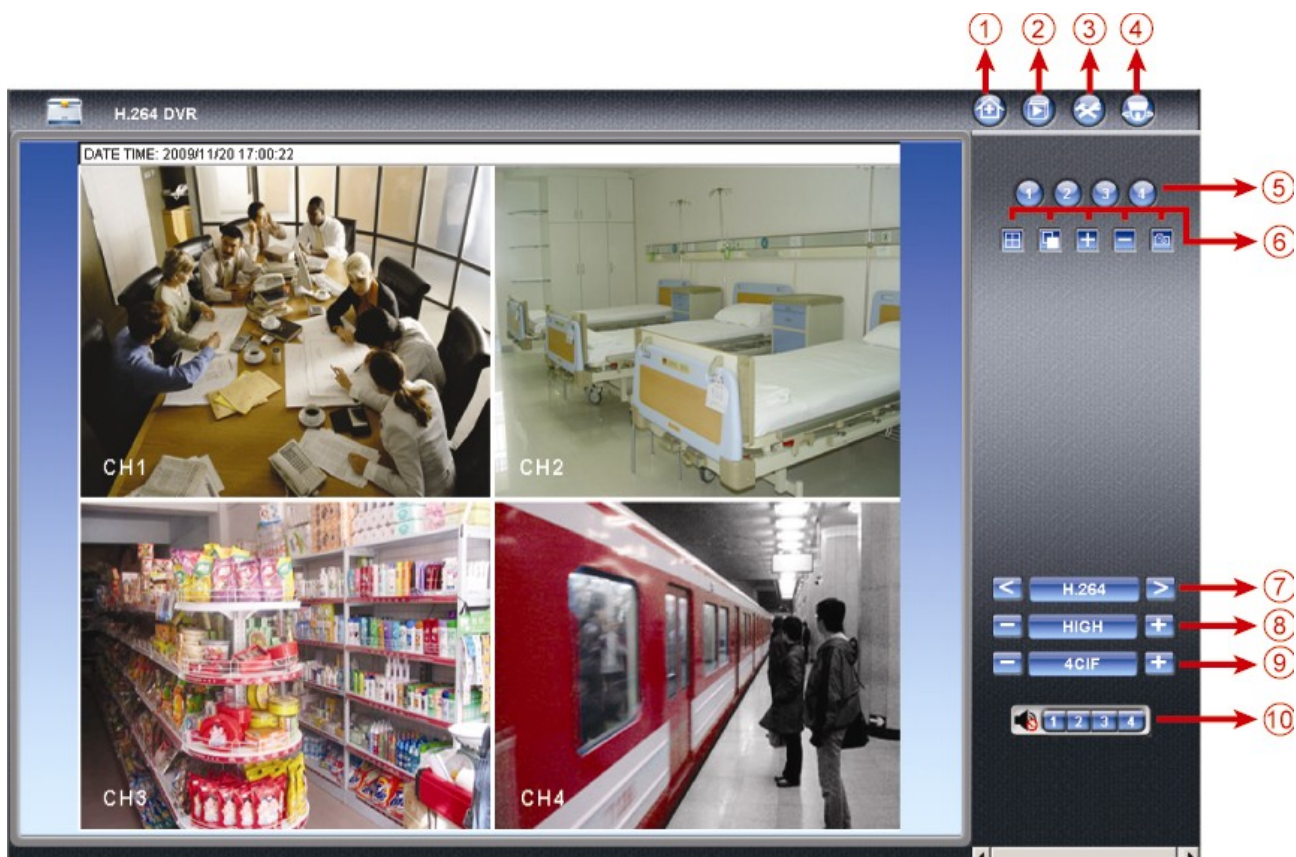 ① ② ③ ④
H.264 DVR
DATE TIME: 2009/11/20 17:00:22
1 2 3 4 ⑤
⑥
CH1
CH2
< H.264 > ⑦
− HIGH + ⑧
− 4CIF + ⑨
1 2 3 4 ⑩
CH3
CH4